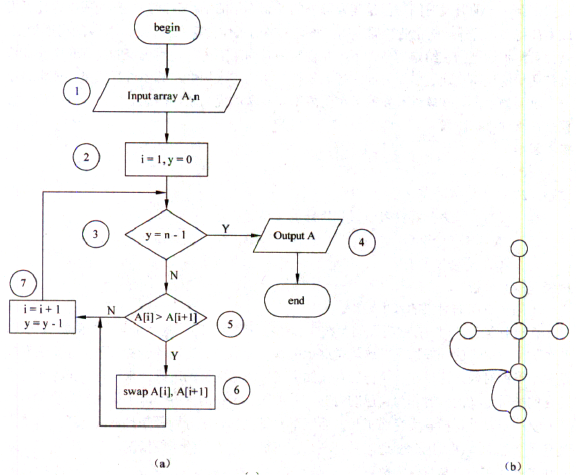 begin
1
Input array A,n
2
i = 1, y = 0
3
y = n - 1
Y
Output A
4
N
end
7
i = i + 1
y = y - 1
N
A[i] > A[i+1]
5
Y
swap A[i], A[i+1]
6
(a)
(b)